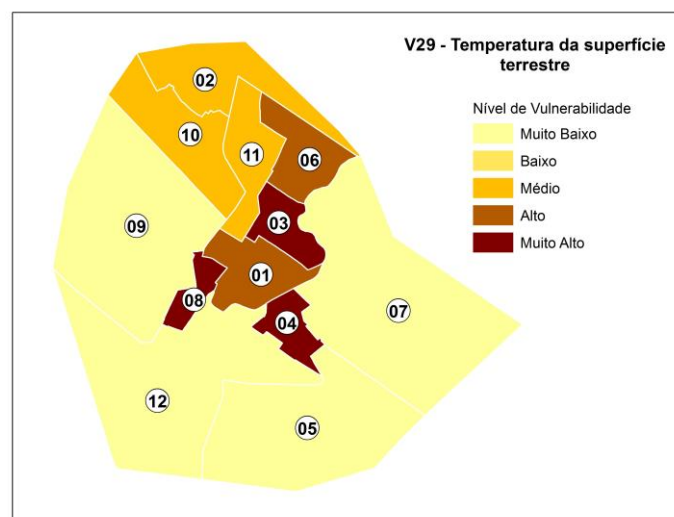 V29 - Temperatura da superfície
terrestre
Nível de Vulnerabilidade
Muito Baixo
Baixo
Médio
Alto
Muito Alto
02
10
11
06
09
03
01
08
04
07
12
05